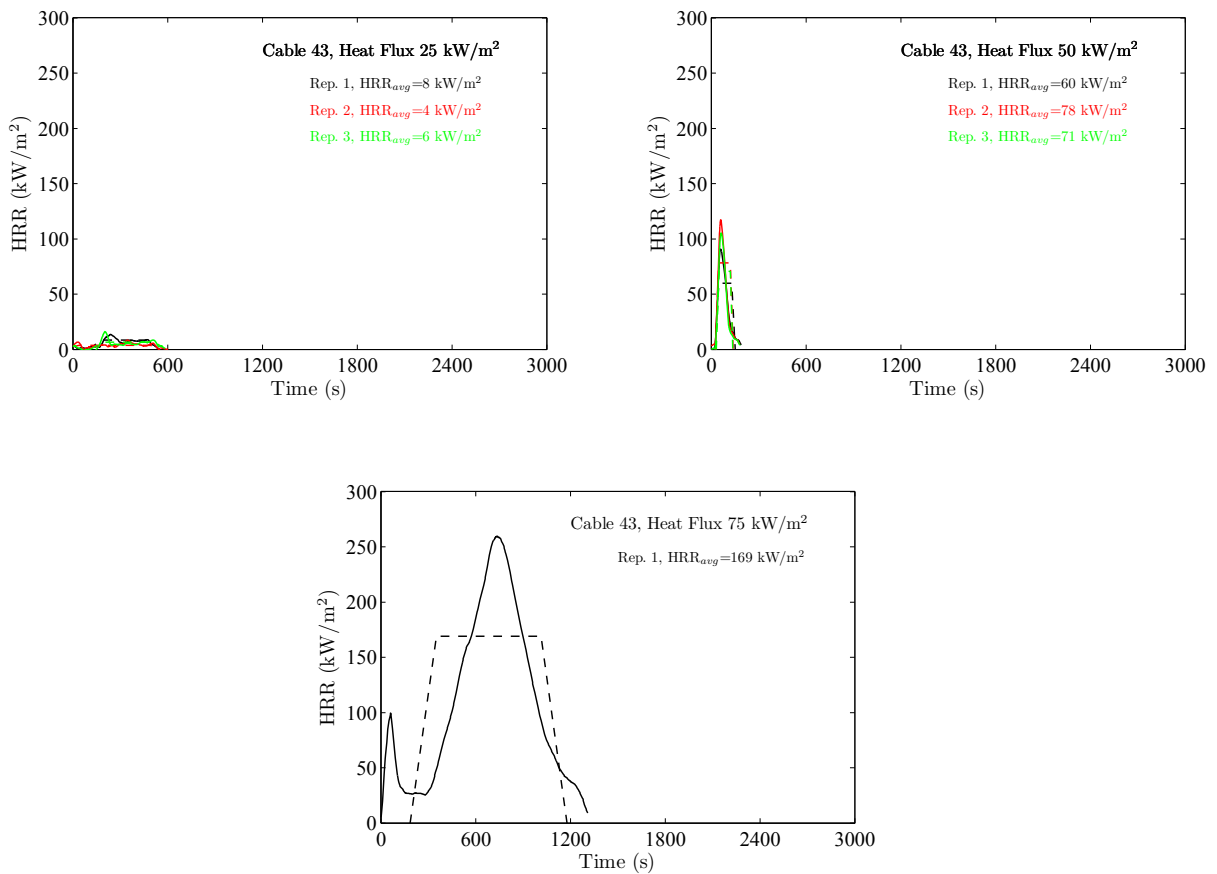 300
250
200
150
100
50
0
HRR (kW/m²)
Cable 43, Heat Flux 25 kW/m²
Rep. 1, HRRavg=8 kW/m²
Rep. 2, HRRavg=4 kW/m²
Rep. 3, HRRavg=6 kW/m²
0 600 1200 1800 2400 3000
Time (s)
300
250
200
150
100
50
0
HRR (kW/m²)
Cable 43, Heat Flux 50 kW/m²
Rep. 1, HRRavg=60 kW/m²
Rep. 2, HRRavg=78 kW/m²
Rep. 3, HRRavg=71 kW/m²
0 600 1200 1800 2400 3000
Time (s)
300
250
200
150
100
50
0
HRR (kW/m²)
Cable 43, Heat Flux 75 kW/m²
Rep. 1, HRRavg=169 kW/m²
0 600 1200 1800 2400 3000
Time (s)